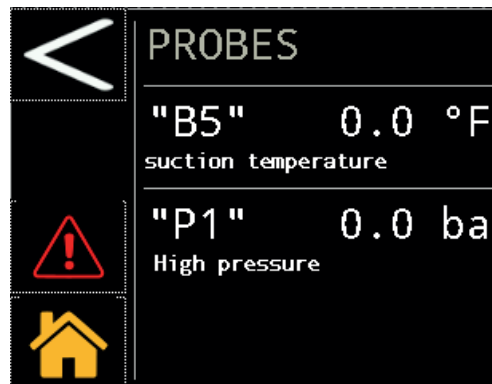 PROBES
"B5" 0.0 °F
suction temperature
"P1" 0.0 ba
High pressure